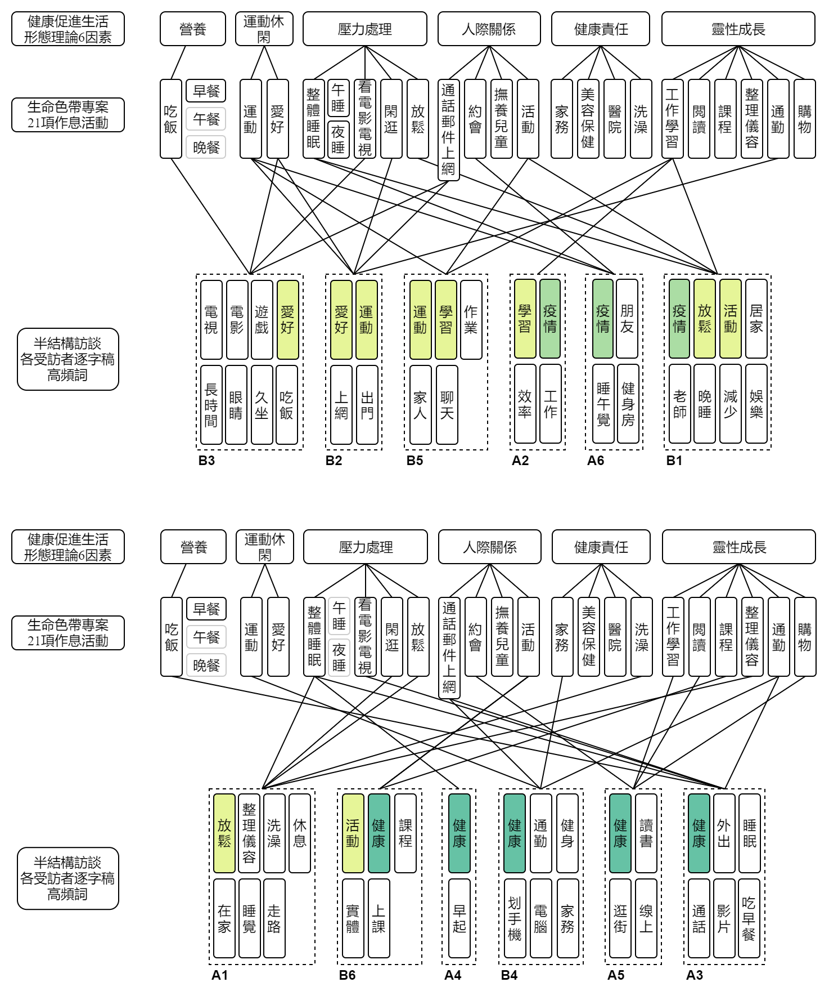 健康促進生活
形態理論6因素
營養
運動休
閑
壓力處理
人際關係
健康責任
靈性成長
生命色帶專案
21項作息活動
吃飯
早餐
午餐
晚餐
運動
愛好
整體睡眠
午睡
夜睡
看電影電視
閑逛
放鬆
通話郵件上網
約會
撫養兒童
活動
家務
美容保健
醫院
洗澡
工作學習
閱讀
課程
整理儀容
通勤
購物
半結構訪談
各受訪者逐字稿
高頻詞
電視
電影
遊戲
愛好
長時間
眼睛
久坐
吃飯
B3
愛好
運動
上網
出門
B2
運動
學習
作業
家人
聊天
B5
學習
疫情
效率
工作
A2
疫情
朋友
睡午覺
健身房
A6
疫情
放鬆
活動
居家
老師
晚睡
減少
娛樂
B1
健康促進生活
形態理論6因素
營養
運動休
閑
壓力處理
人際關係
健康責任
靈性成長
生命色帶專案
21項作息活動
吃飯
早餐
午餐
晚餐
運動
愛好
整體睡眠
午睡
夜睡
看電影電視
閑逛
放鬆
通話郵件上網
約會
撫養兒童
活動
家務
美容保健
醫院
洗澡
工作學習
閱讀
課程
整理儀容
通勤
購物
半結構訪談
各受訪者逐字稿
高頻詞
放鬆
整理儀容
洗澡
休息
在家
睡覺
走路
A1
活動
健康
課程
實體
上課
B6
健康
早起
A4
健康
通勤
健身
划手機
電腦
家務
B4
健康
讀書
逛街
線上
A5
健康
外出
睡眠
通話
影片
吃早餐
A3